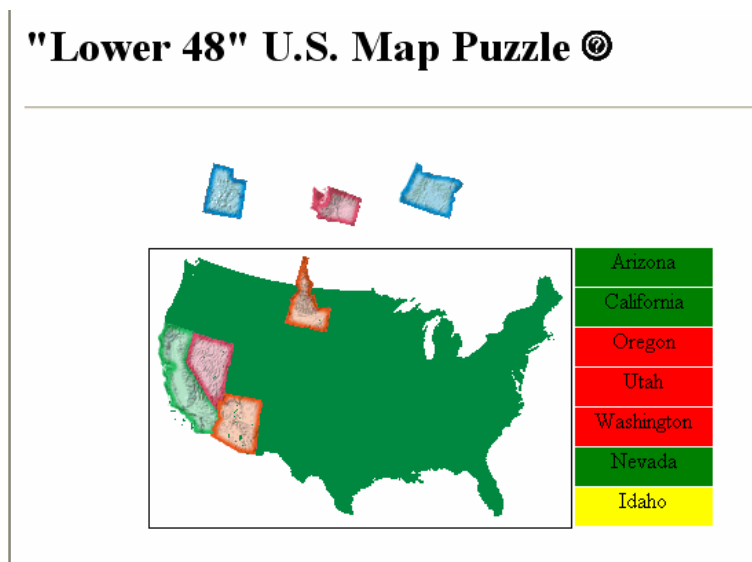 "Lower 48" U.S. Map Puzzle ?
Arizona
California
Oregon
Utah
Washington
Nevada
Idaho